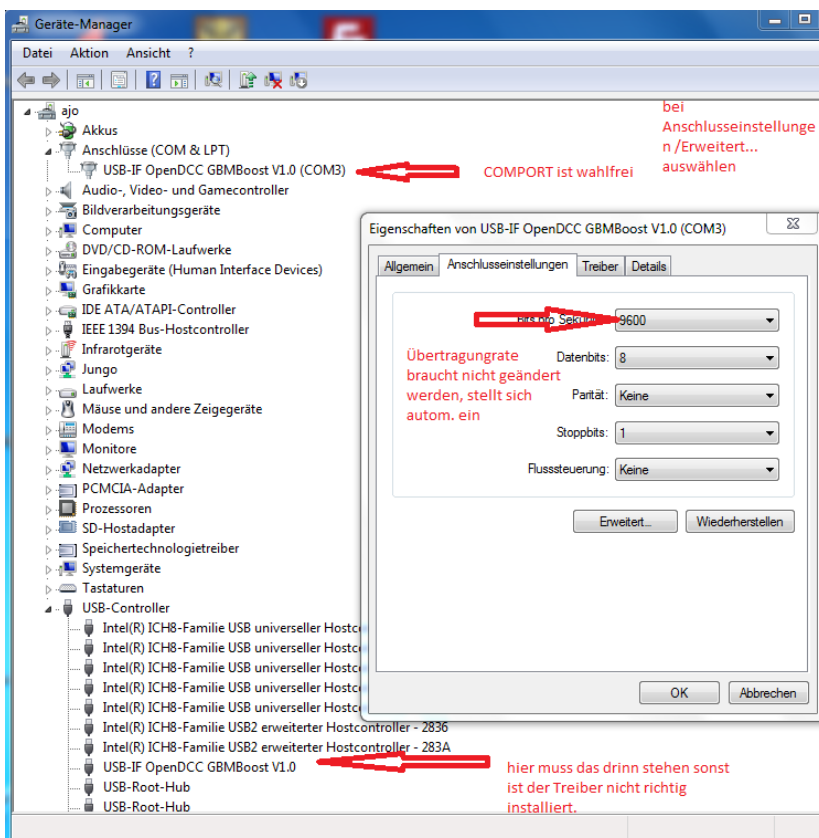 Geräte-Manager
Datei Aktion Ansicht ?
ajo
Akkus
Anschlüsse (COM & LPT)
USB-IF OpenDCC GBMBoost V1.0 (COM3)
Audio-, Video- und Gamecontroller
Bildverarbeitungsgeräte
Computer
DVD/CD-ROM-Laufwerke
Eingabegeräte (Human Interface Devices)
Grafikkarte
IDE ATA/ATAPI-Controller
IEEE 1394 Bus-Hostcontroller
Infrarotgeräte
Jungo
Laufwerke
Mäuse und andere Zeigegeräte
Modems
Monitore
Netzwerkadapter
PCMCIA-Adapter
Prozessoren
SD-Hostadapter
Speichertechnologietreiber
Systemgeräte
Tastaturen
USB-Controller
Intel(R) ICH8-Familie USB universeller Hostc
Intel(R) ICH8-Familie USB universeller Hostc
Intel(R) ICH8-Familie USB universeller Hostc
Intel(R) ICH8-Familie USB universeller Hostc
Intel(R) ICH8-Familie USB universeller Hostc
Intel(R) ICH8-Familie USB2 erweiterter Hostcontroller - 2836
Intel(R) ICH8-Familie USB2 erweiterter Hostcontroller - 283A
USB-IF OpenDCC GBMBoost V1.0
USB-Root-Hub
USB-Root-Hub
COMPORT ist wahlfrei
bei
Anschlusseinstellunge
n /Erweitert...
auswählen
Eigenschaften von USB-IF OpenDCC GBMBoost V1.0 (COM3)
Allgemein Anschlusseinstellungen Treiber Details
Bits pro Sekunde: 9600
Datenbits: 8
Parität: Keine
Stoppbits: 1
Flusssteuerung: Keine
Übertragungrate
braucht nicht geändert
werden, stellt sich
autom. ein
Erweitert... Wiederherstellen
OK Abbrechen
hier muss das drinn stehen sonst
ist der Treiber nicht richtig
installiert.